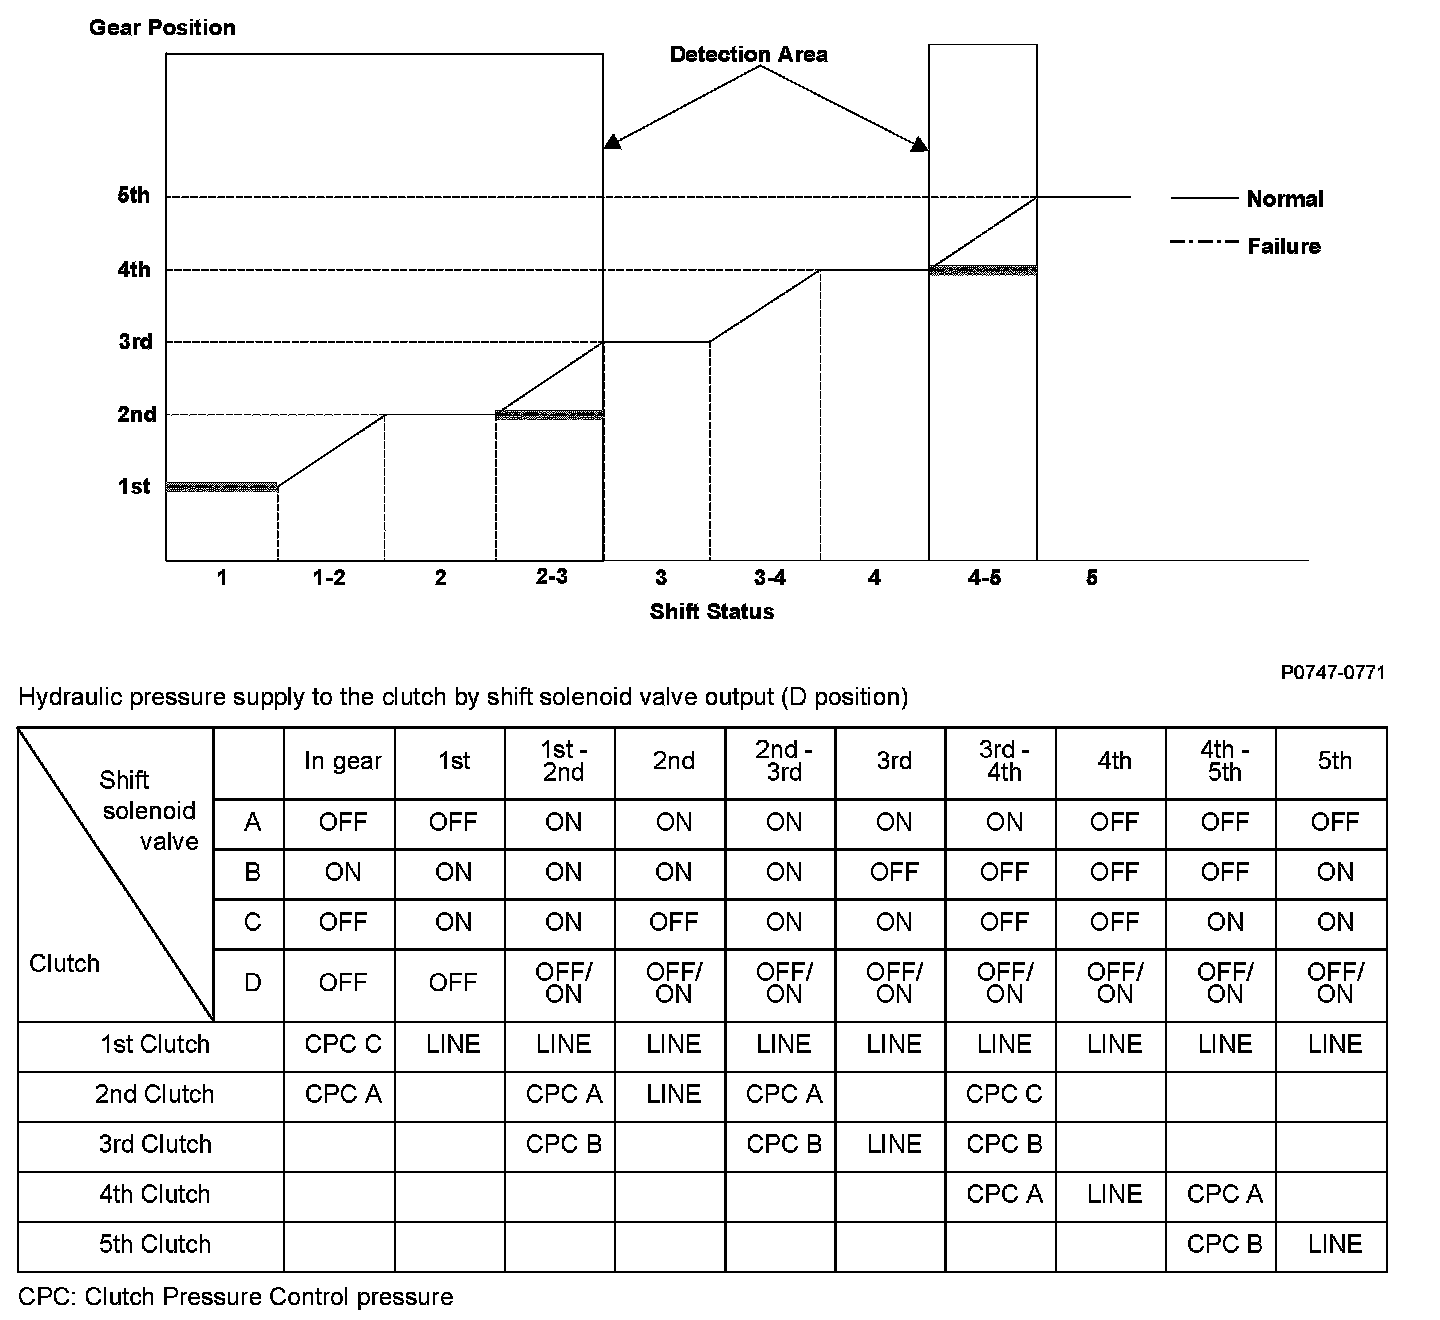 Gear Position
Detection Area
5th
Normal
Failure
4th
3rd
2nd
1st
1 1-2 2 2-3 3 3-4 4 4-5 5
Shift Status
P0747-0771
Hydraulic pressure supply to the clutch by shift solenoid valve output (D position)
Shift solenoid valve
Clutch
In gear 1st 1st - 2nd 2nd 2nd - 3rd 3rd 3rd - 4th 4th 4th - 5th 5th
A OFF OFF ON ON ON ON ON OFF OFF OFF
B ON ON ON ON ON OFF OFF OFF OFF ON
C OFF ON ON OFF ON ON OFF OFF ON ON
D OFF OFF OFF/ON OFF/ON OFF/ON OFF/ON OFF/ON OFF/ON OFF/ON OFF/ON
1st Clutch CPC C LINE LINE LINE LINE LINE LINE LINE LINE LINE
2nd Clutch CPC A CPC A LINE CPC A CPC C
3rd Clutch CPC B CPC B LINE CPC B
4th Clutch CPC A LINE CPC A
5th Clutch CPC B LINE
CPC: Clutch Pressure Control pressure